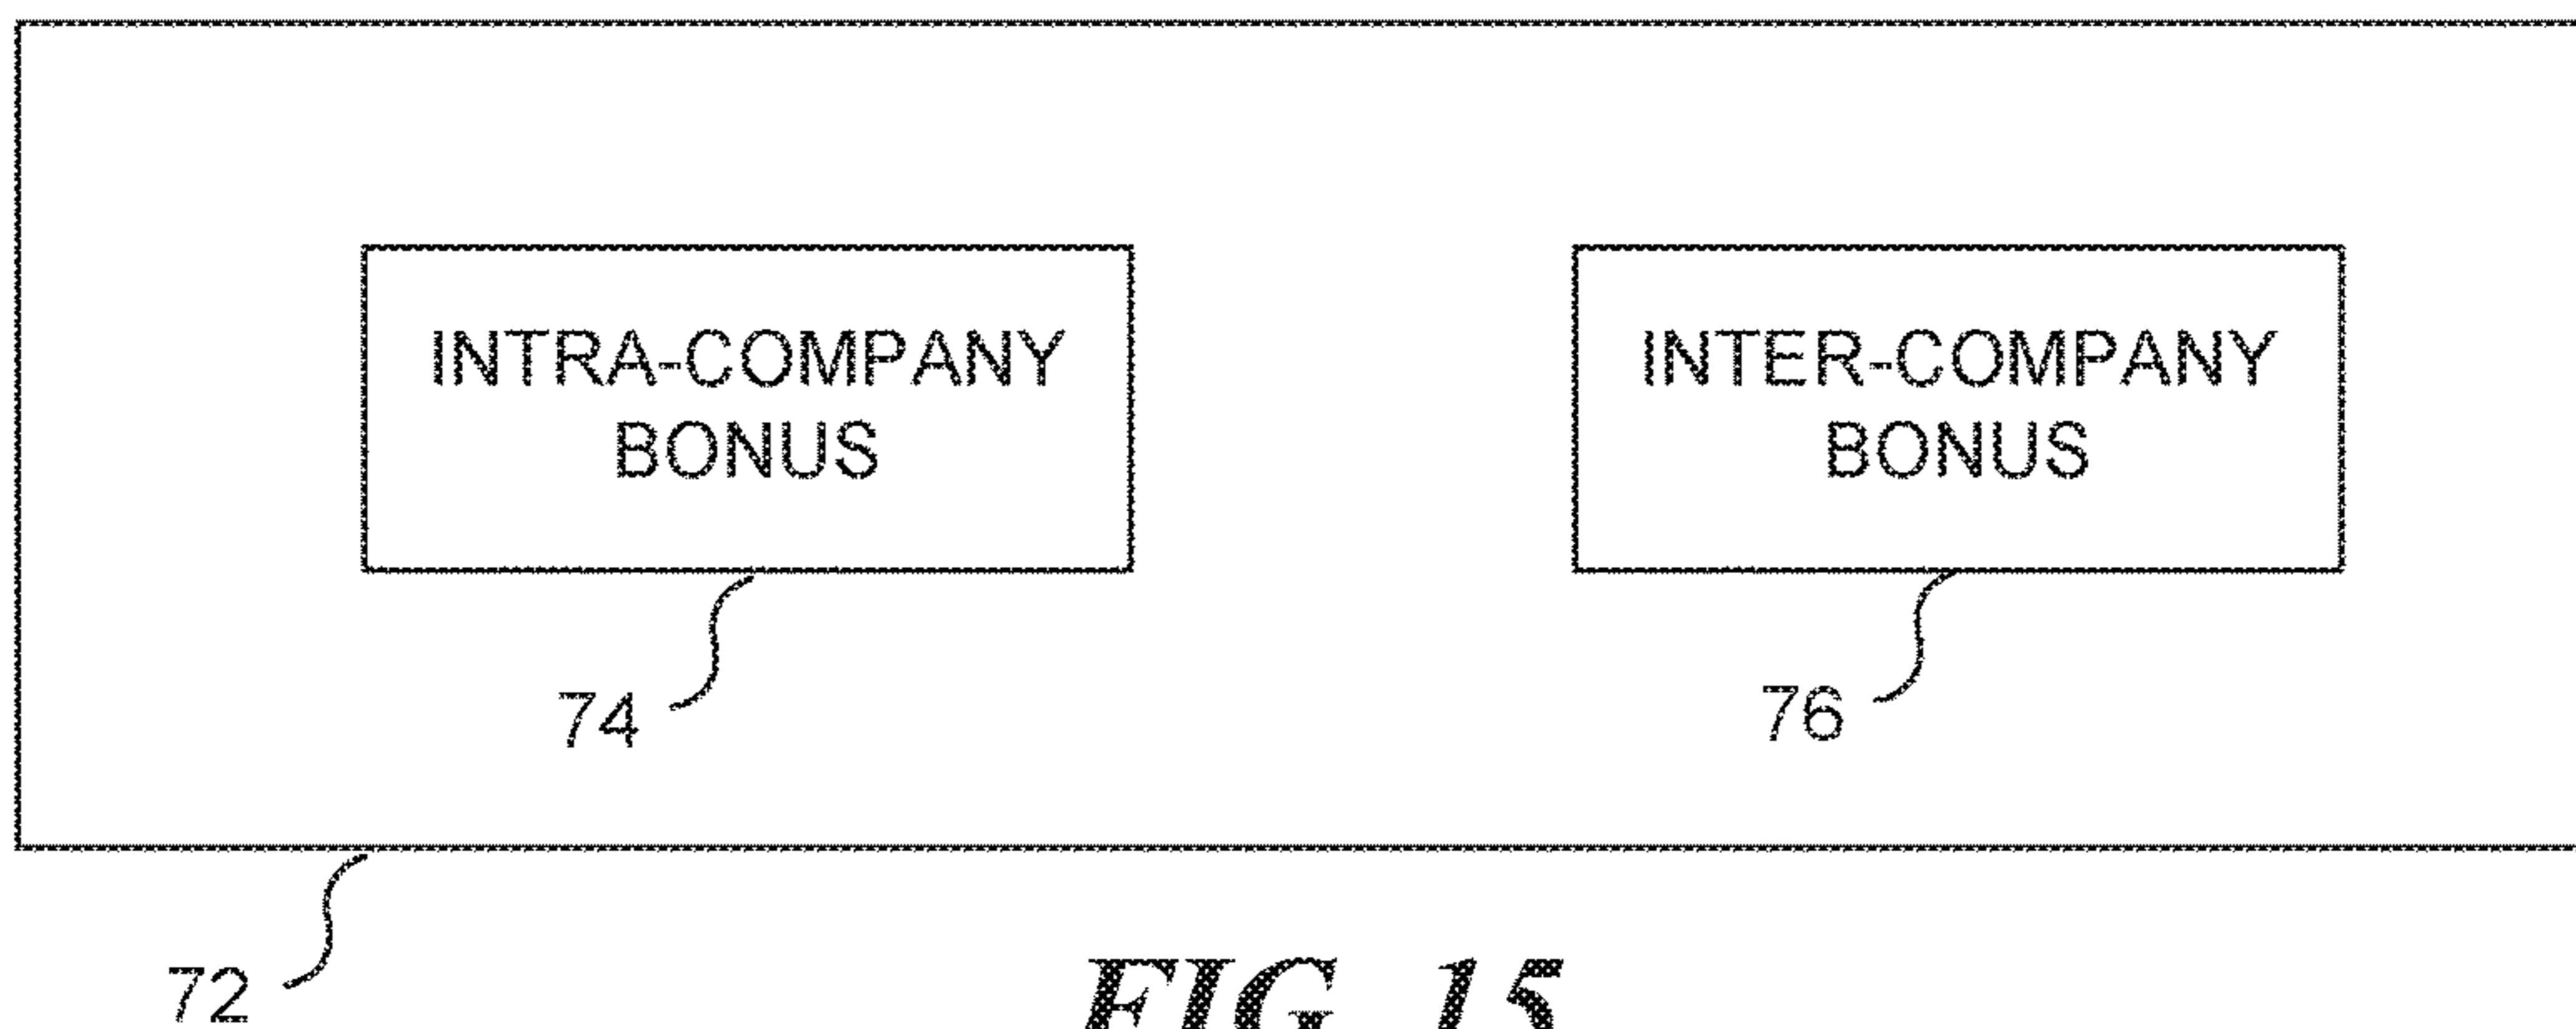 INTRA-COMPANY
BONUS
INTER-COMPANY
BONUS
74
76
72
FIG. 15